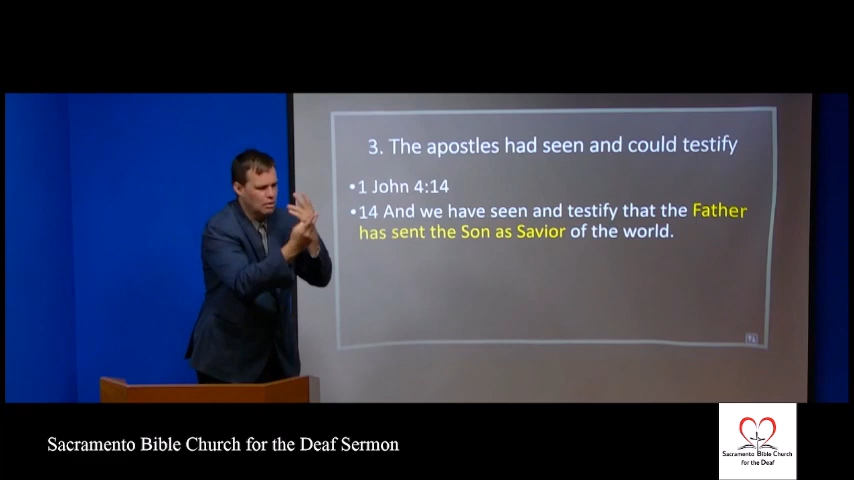 3. The apostles had seen and could testify
•1 John 4:14
•14 And we have seen and testify that the Father
has sent the Son as Savior of the world.
Sacramento Bible Church for the Deaf Sermon
Sacramento Bible Church
for the Deaf